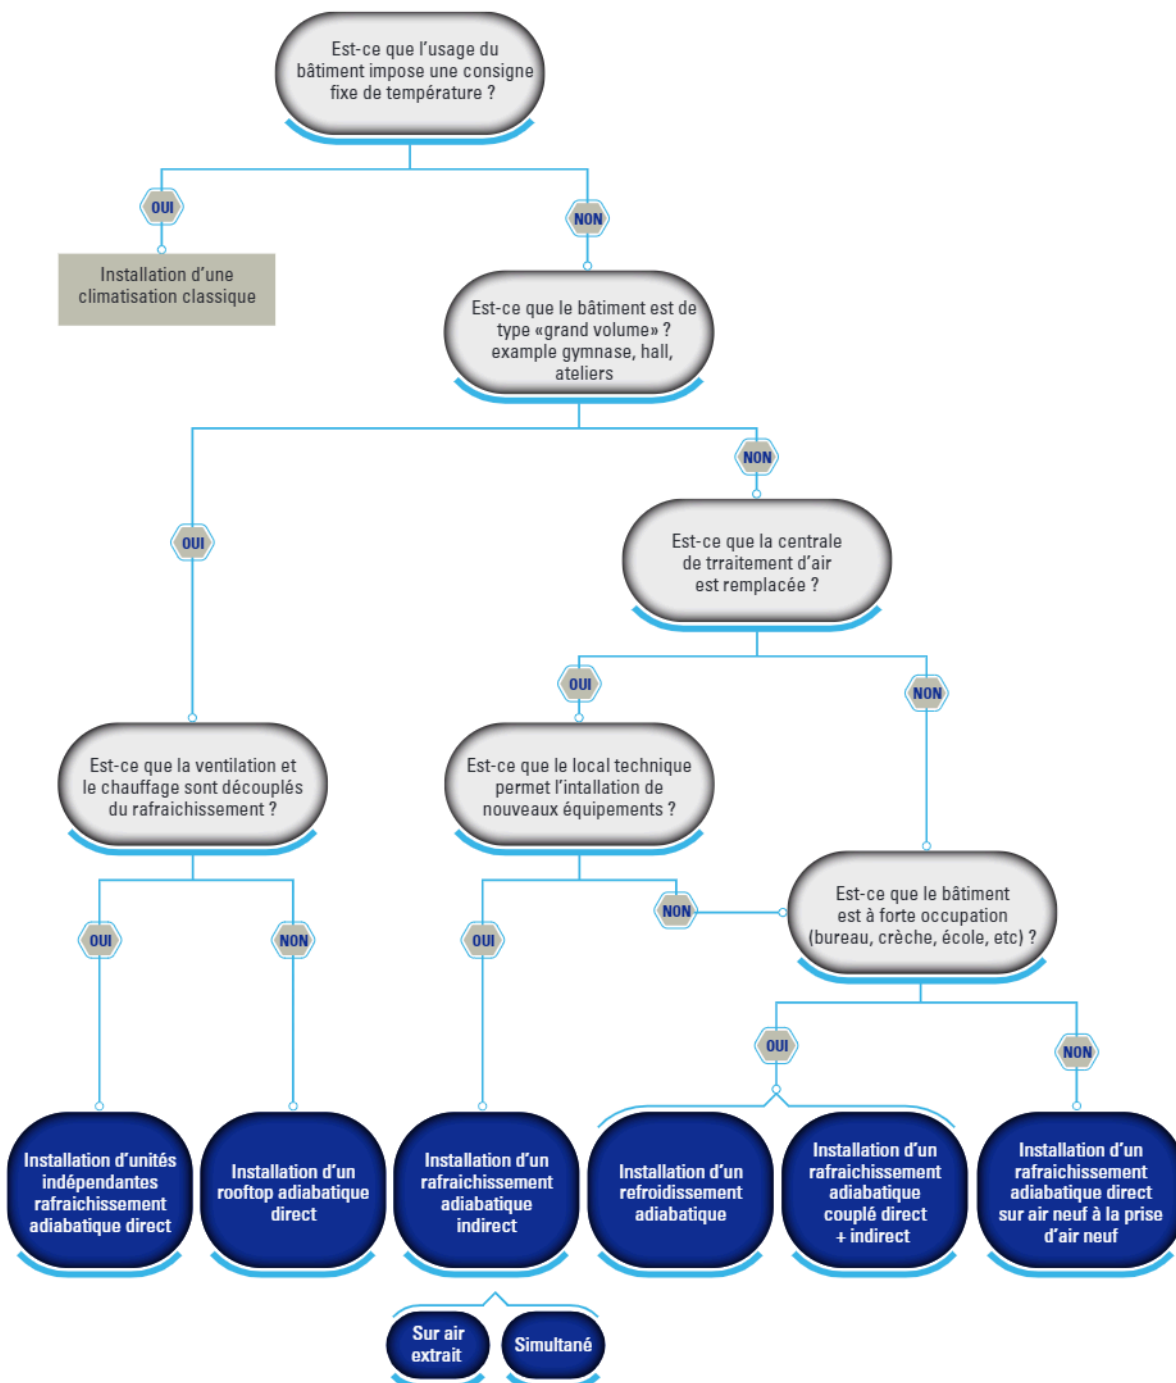 Est-ce que l’usage du
bâtiment impose une consigne
fixe de température ?
OUI
NON
Installation d’une
climatisation classique
Est-ce que le bâtiment est de
type «grand volume» ?
example gymnase, hall,
ateliers
NON
OUI
Est-ce que la centrale
de trraitement d’air
est remplacée ?
OUI
NON
Est-ce que la ventilation et
le chauffage sont découplés
du rafraichissement ?
Est-ce que le local technique
permet l’intallation de
nouveaux équipements ?
Est-ce que le bâtiment
est à forte occupation
(bureau, crèche, école, etc) ?
OUI
NON
OUI
NON
OUI
NON
Installation d’unités
indépendantes
rafraichissement
adiabatique direct
Installation d’un
rooftop adiabatique
direct
Installation d’un
rafraichissement
adiabatique
indirect
Installation d’un
refroidissement
adiabatique
Installation d’un
rafraichissement
adiabatique
couplé direct
+ indirect
Installation d’un
rafraichissement
adiabatique direct
sur air neuf à la prise
d’air neuf
Sur air
extrait
Simultané